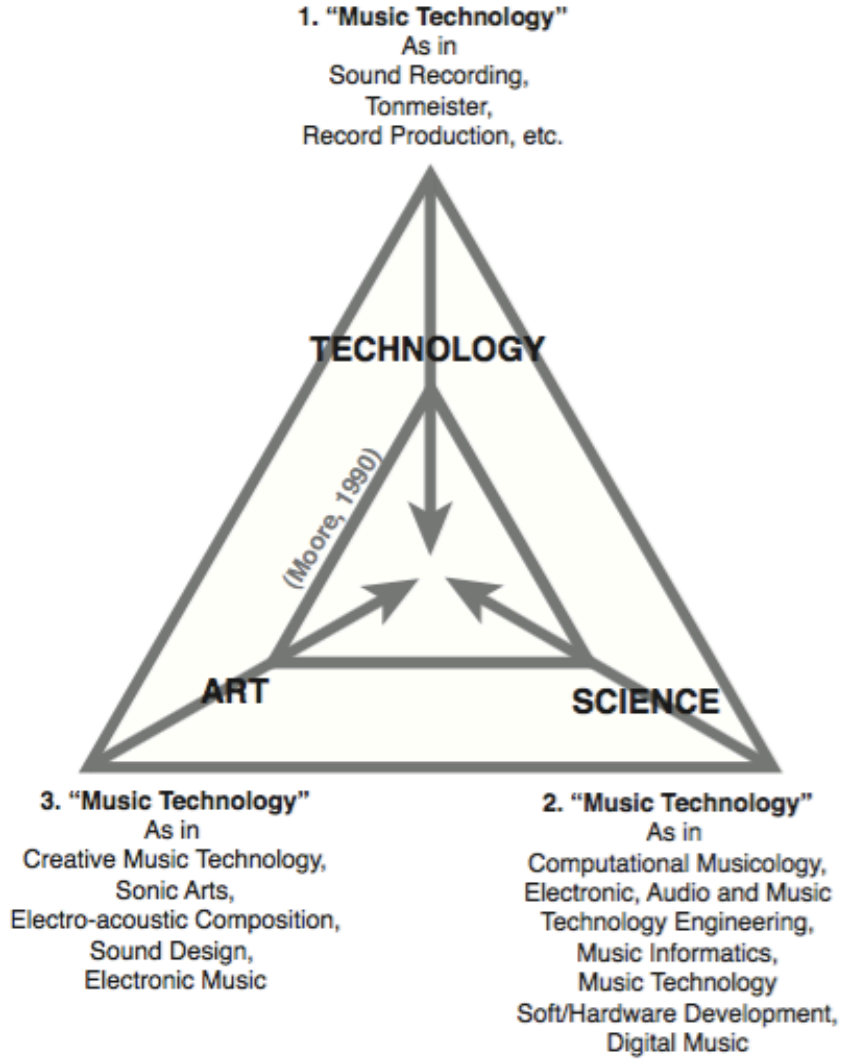 1. “Music Technology”
As in
Sound Recording,
Tonmeister,
Record Production, etc.
TECHNOLOGY
(Moore, 1990)
ART
SCIENCE
3. “Music Technology”
As in
Creative Music Technology,
Sonic Arts,
Electro-acoustic Composition,
Sound Design,
Electronic Music
2. “Music Technology”
As in
Computational Musicology,
Electronic, Audio and Music
Technology Engineering,
Music Informatics,
Music Technology
Soft/Hardware Development,
Digital Music